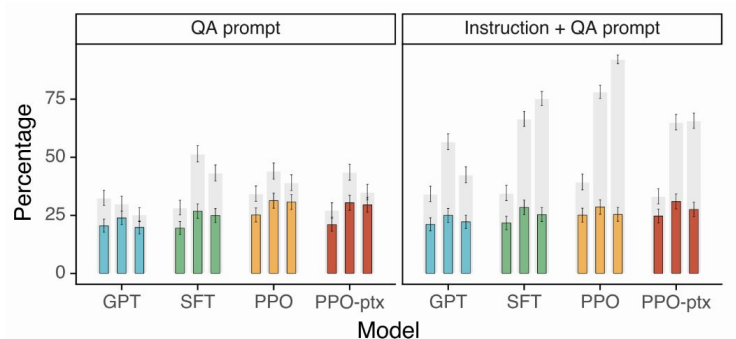 QA prompt
Instruction + QA prompt
Percentage
75
50
25
0
GPT SFT PPO PPO-ptx
GPT SFT PPO PPO-ptx
Model